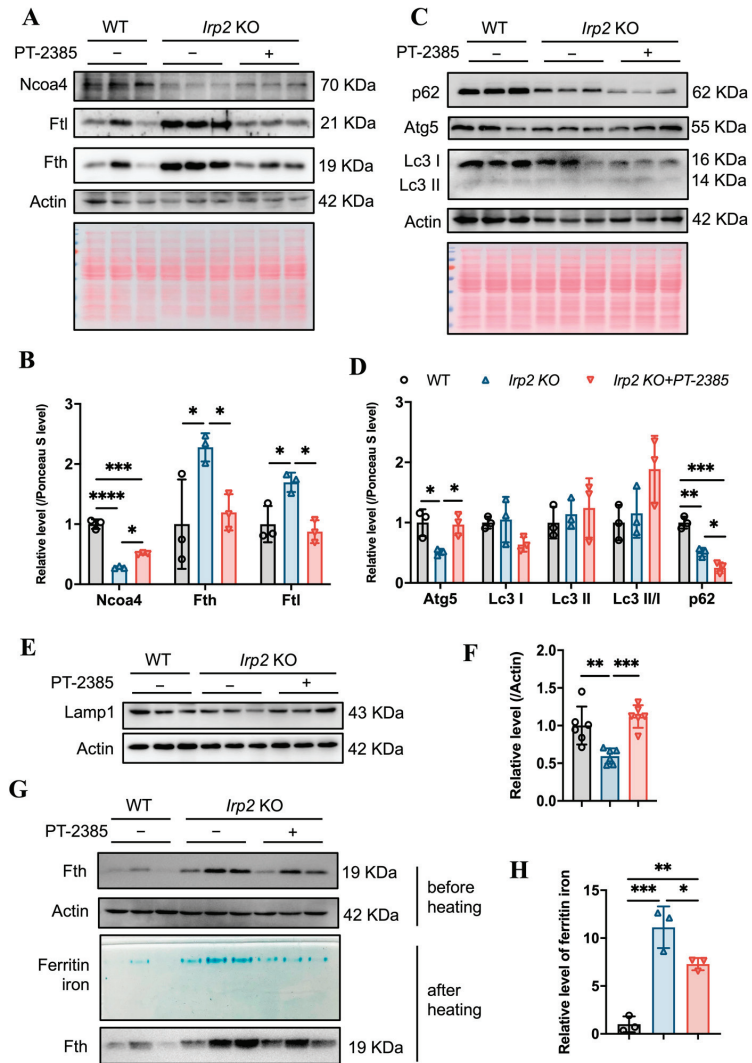 A
WT
Irp2 KO
PT-2385
–
–
+
Ncoa4
70 KDa
Ftl
21 KDa
Fth
19 KDa
Actin
42 KDa
C
WT
Irp2 KO
PT-2385
–
–
+
p62
62 KDa
Atg5
55 KDa
Lc3 I
16 KDa
Lc3 II
14 KDa
Actin
42 KDa
B
Relative level (/Ponceau S level)
3
2
1
0
***
****
*
*
*
*
*
Ncoa4
Fth
Ftl
D
WT
Irp2 KO
Irp2 KO+PT-2385
Relative level (/Ponceau S level)
3
2
1
0
*
*
***
**
*
Atg5
Lc3 I
Lc3 II
Lc3 II/I
p62
E
WT
Irp2 KO
PT-2385
–
–
+
Lamp1
43 KDa
Actin
42 KDa
F
Relative level (/Actin)
2.0
1.5
1.0
0.5
0.0
**
***
G
WT
Irp2 KO
PT-2385
–
–
+
Fth
19 KDa
Actin
42 KDa
before
heating
Ferritin
iron
Fth
19 KDa
after
heating
H
Relative level of ferritin iron
15
10
5
0
**
***
*